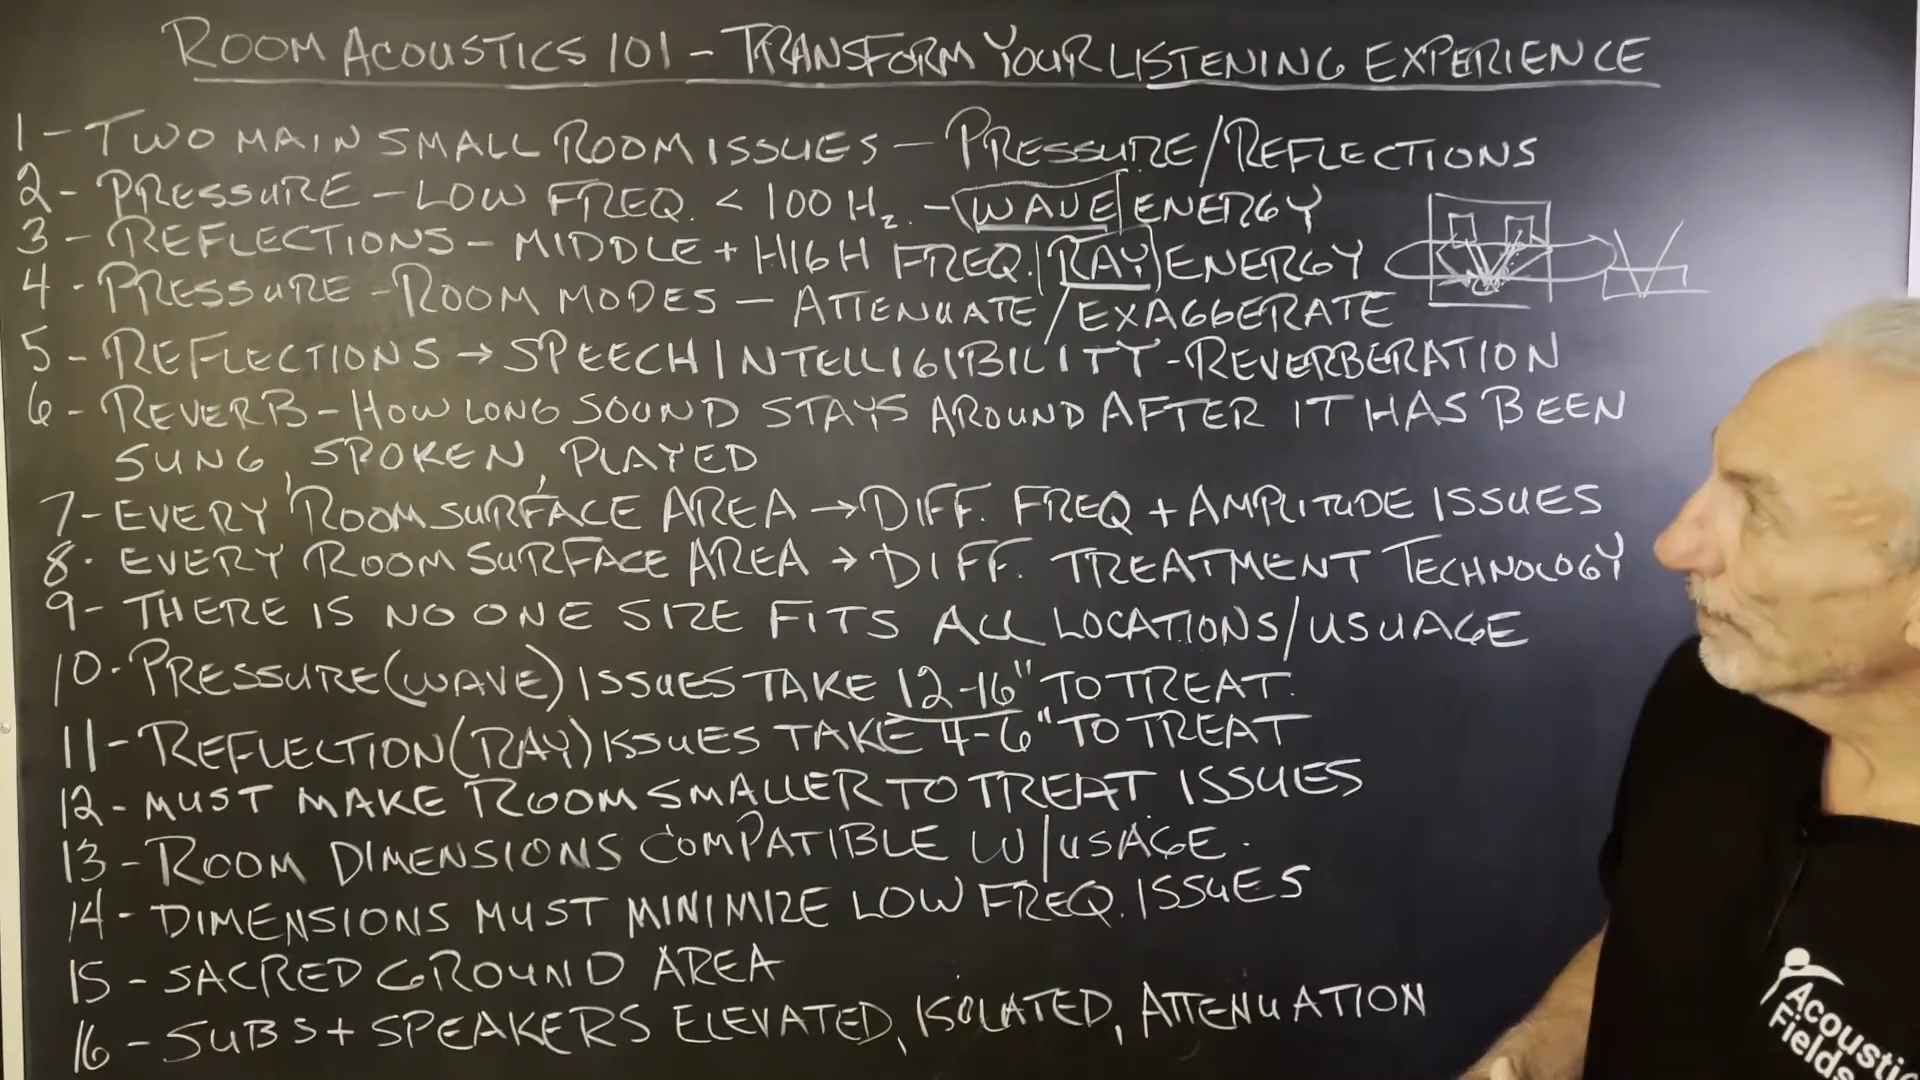 ROOM ACOUSTICS 101 - TRANSFORM YOUR LISTENING EXPERIENCE
1 - TWO MAIN SMALL ROOM ISSUES - PRESSURE/REFLECTIONS
2 - PRESSURE - LOW FREQ. < 100 Hz. - WAVE ENERGY
3 - REFLECTIONS - MIDDLE + HIGH FREQ. RAY ENERGY
4 - PRESSURE - ROOM MODES - ATTENUATE/EXAGGERATE
5 - REFLECTIONS → SPEECH INTELLIGIBILITY - REVERBERATION
6 - REVERB - HOW LONG SOUND STAYS AROUND AFTER IT HAS BEEN
SUNG, SPOKEN, PLAYED
7 - EVERY ROOM SURFACE AREA → DIFF. FREQ + AMPLITUDE ISSUES
8. EVERY ROOM SURFACE AREA → DIFF. TREATMENT TECHNOLOGY
9 - THERE IS NO ONE SIZE FITS ALL LOCATIONS/USUAGE
10. PRESSURE (WAVE) ISSUES TAKE 12-16" TO TREAT.
11 - REFLECTION (RAY) ISSUES TAKE 4-6" TO TREAT
12 - MUST MAKE ROOM SMALLER TO TREAT ISSUES
13 - ROOM DIMENSIONS COMPATIBLE W/USAGE.
14 - DIMENSIONS MUST MINIMIZE LOW FREQ. ISSUES
15 - SACRED GROUND AREA
16 - SUBS + SPEAKERS ELEVATED, ISOLATED, ATTENUATION
Acoustic
Fields